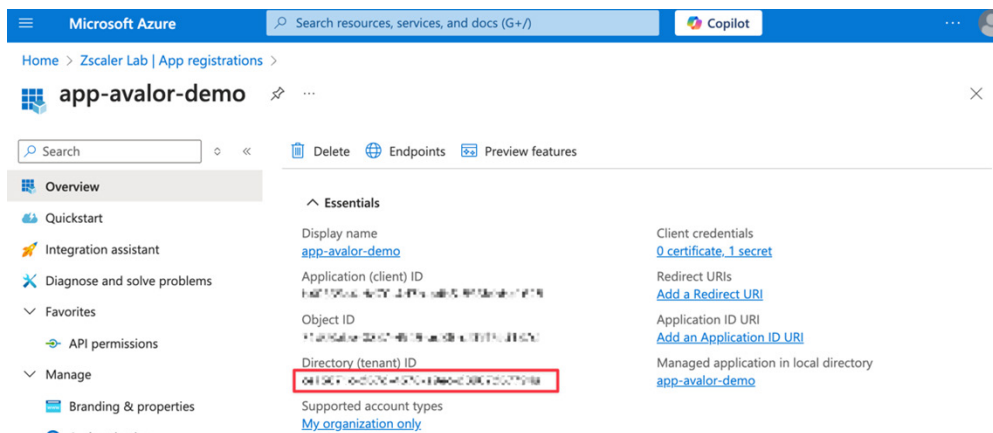 Microsoft Azure
Search resources, services, and docs (G+/)
Copilot
Home > Zscaler Lab | App registrations >
app-avalor-demo
Search
Delete
Endpoints
Preview features
Overview
Quickstart
Integration assistant
Diagnose and solve problems
Favorites
API permissions
Manage
Branding & properties
Essentials
Display name
app-avalor-demo
Application (client) ID
Object ID
Directory (tenant) ID
Supported account types
My organization only
Client credentials
0 certificate, 1 secret
Redirect URIs
Add a Redirect URI
Application ID URI
Add an Application ID URI
Managed application in local directory
app-avalor-demo